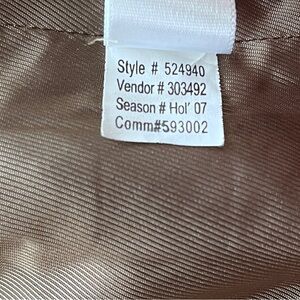 Style # 524940
Vendor # 303492
Season # Hol' 07
Comm#593002